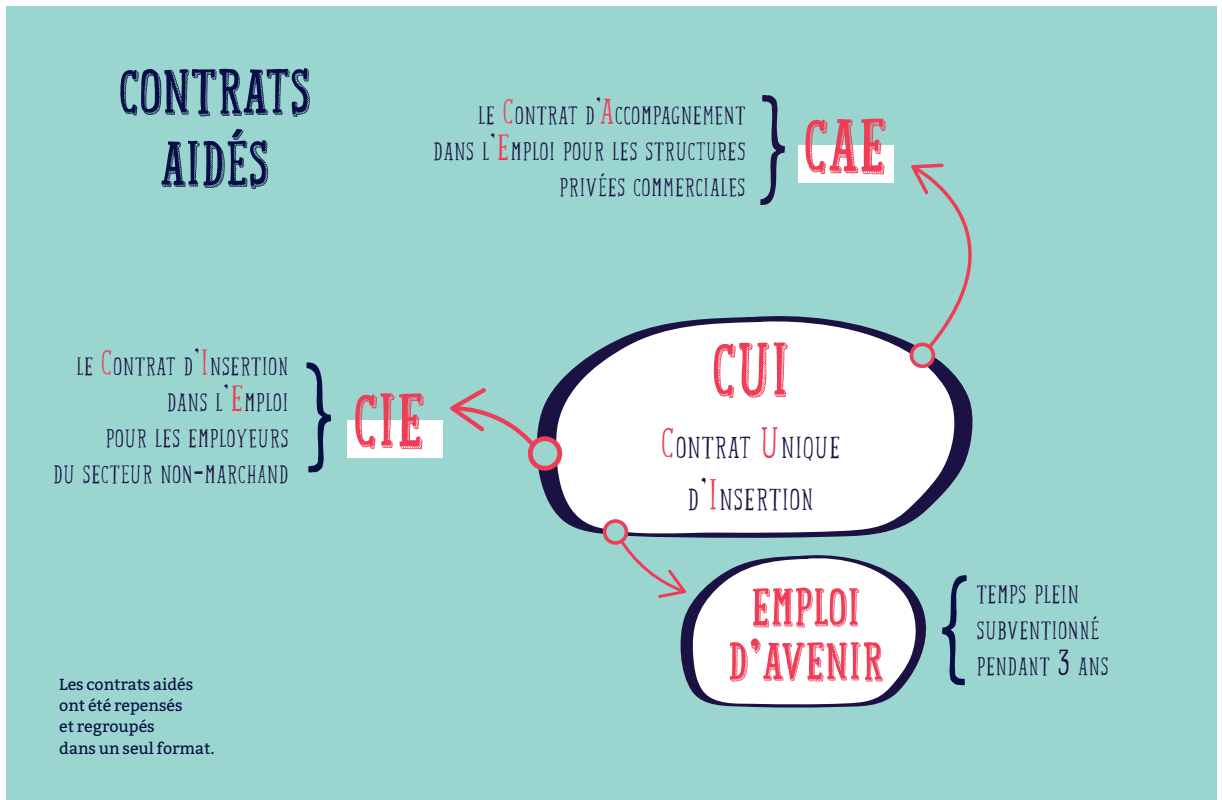 CONTRATS
AIDÉS
LE CONTRAT D'ACCOMPAGNEMENT
DANS L'EMPLOI POUR LES STRUCTURES
PRIVÉES COMMERCIALES
CAE
LE CONTRAT D'INSERTION
DANS L'EMPLOI
POUR LES EMPLOYEURS
DU SECTEUR NON-MARCHAND
CIE
CUI
CONTRAT UNIQUE
D'INSERTION
EMPLOI
D'AVENIR
TEMPS PLEIN
SUBVENTIONNÉ
PENDANT 3 ANS
Les contrats aidés
ont été repensés
et regroupés
dans un seul format.